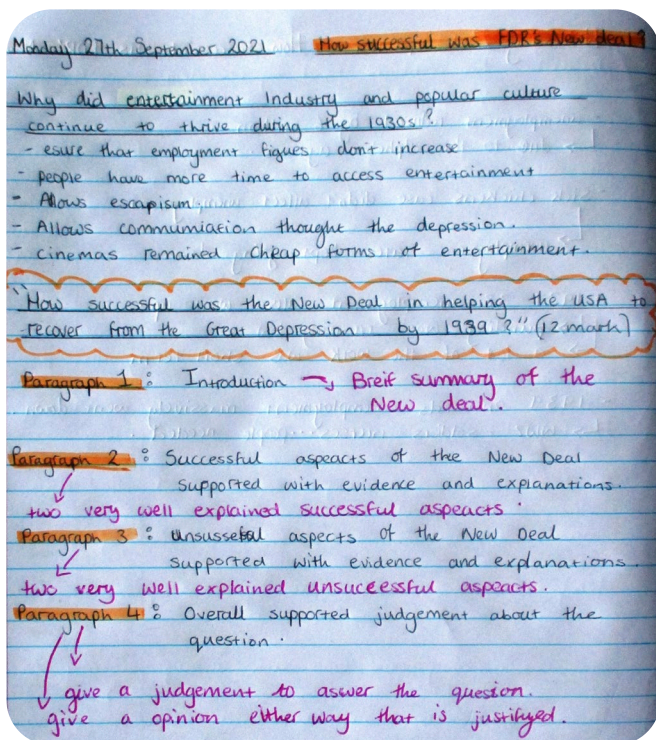 Monday 27th September 2021 How successful was FDR's New deal?
Why did entertainment Industry and popular culture
continue to thrive during the 1930s?
- esure that employment figues don't increase
- people have more time to access entertainment
- Allows escapisum.
- Allows commumiation thought the depression.
- cinemas remained cheap forms of entertainment.
"How successful was the New Deal in helping the USA to
recover from the Great Depression by 1939?" (12 mark)
Paragraph 1: Introduction → Breif summary of the
New deal.
Paragraph 2: Successful aspeacts of the New Deal
supported with evidence and explanations.
two very well explained successful aspeacts.
Paragraph 3: unsussesful aspects of the New Deal
supported with evidence and explanations.
two very well explained unsuccessful aspeacts.
Paragraph 4: Overall supported judgement about the
question.
give a judgement to aswer the question.
give a opinion either way that is justifyed.